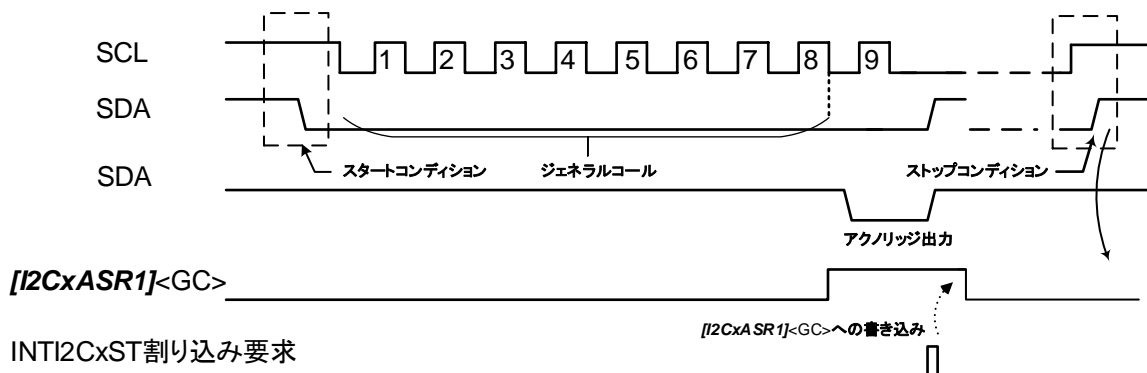 SCL
1 2 3 4 5 6 7 8 9
SDA
スタートコンディション ジェネラルコール ストップコンディション
SDA
アクノリッジ出力
[I2CxASR1]<GC>
[I2CxASR1]<GC>への書き込み
INTI2CxST割り込み要求